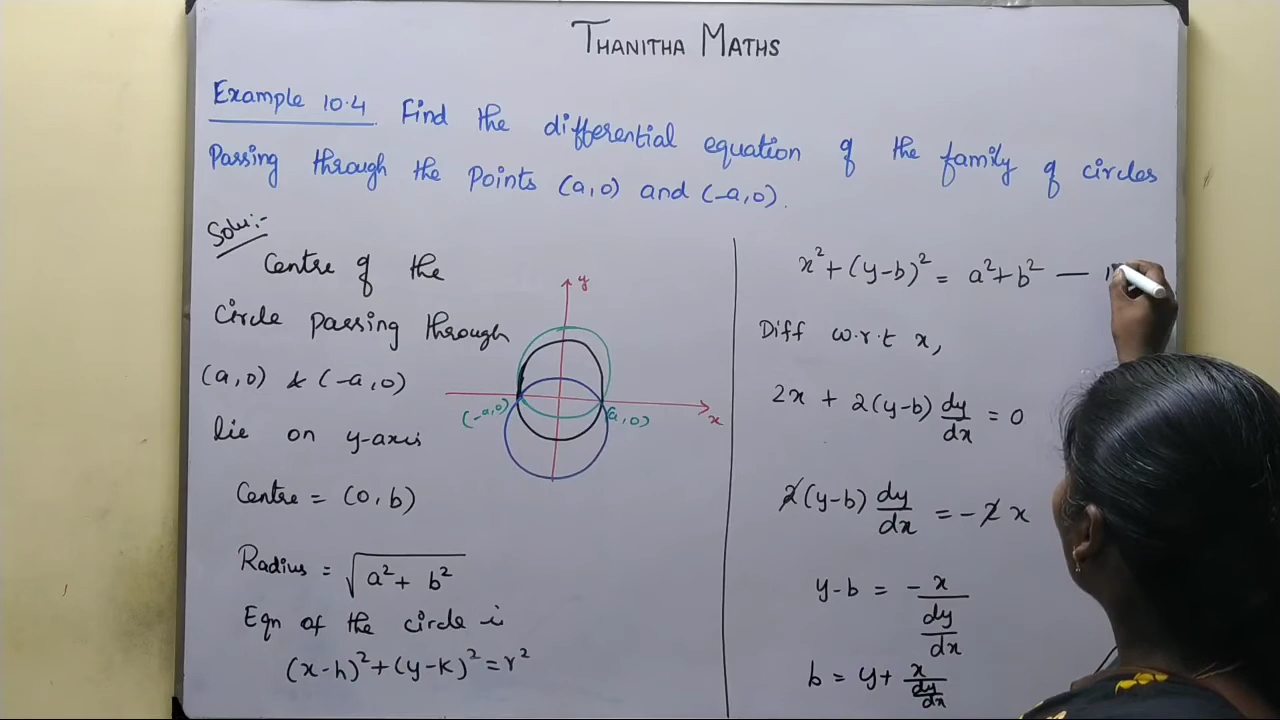 THANITHA MATHS
Example 10.4 Find the differential equation of the family of circles
Passing through the Points (a,0) and (-a,0).
Solu:-
Centre of the
Circle passing through
(a,0) & (-a,0)
lie on y-axis
Centre = (0,b)
Radius = √(a²+ b²)
Eqn of the circle is
(x-h)²+(y-k)²=r²
y
(-a,0)
(a,0)
x
x²+(y-b)² = a²+b² — 1
Diff w.r.t x,
2x + 2(y-b) dy/dx = 0
2(y-b) dy/dx = -2x
y-b = -x/(dy/dx)
b = y+ x/(dy/dx)